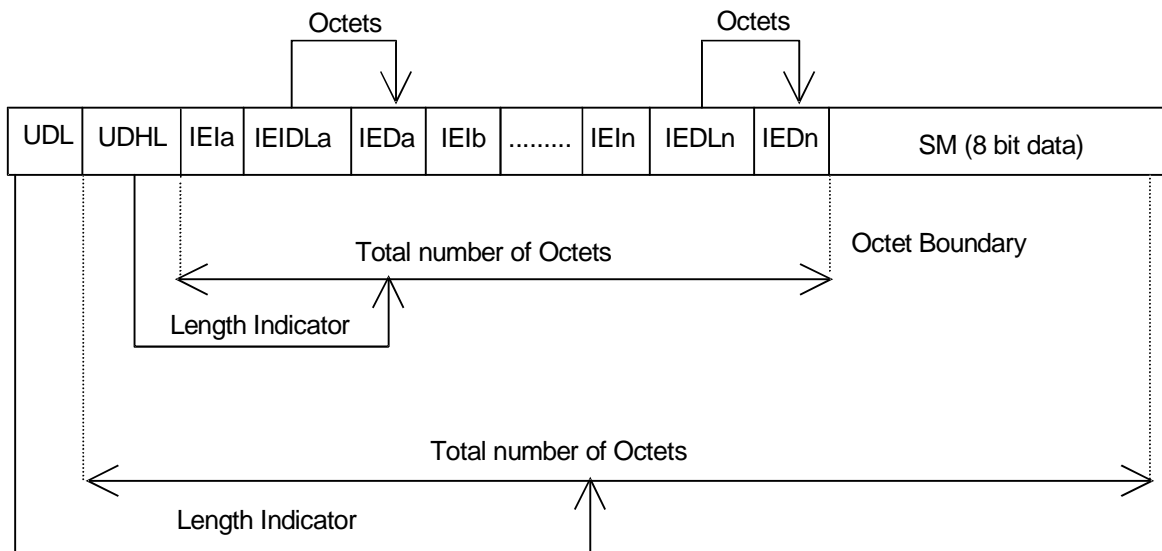 Octets Octets
UDL UDHL IEIa IEIDLa IEDa IEIb ......... IEIn IEDLn IEDn SM (8 bit data)
Total number of Octets Octet Boundary
Length Indicator
Total number of Octets
Length Indicator